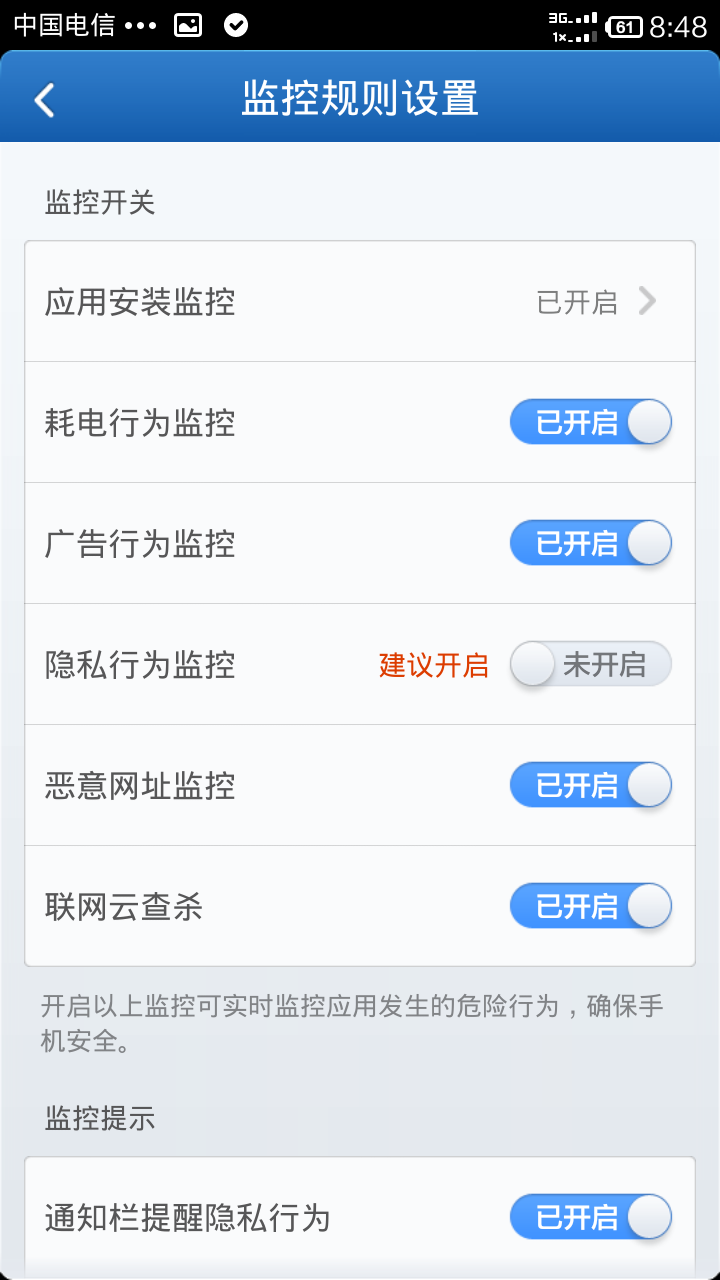 中国电信 3G 1x 61 8:48
监控规则设置
监控开关
应用安装监控 已开启
耗电行为监控 已开启
广告行为监控 已开启
隐私行为监控 建议开启 未开启
恶意网址监控 已开启
联网云查杀 已开启
开启以上监控可实时监控应用发生的危险行为，确保手
机安全。
监控提示
通知栏提醒隐私行为 已开启